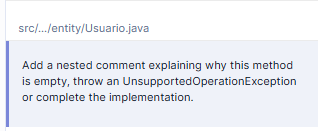 src/.../entity/Usuario.java
Add a nested comment explaining why this method
is empty, throw an UnsupportedOperationException
or complete the implementation.